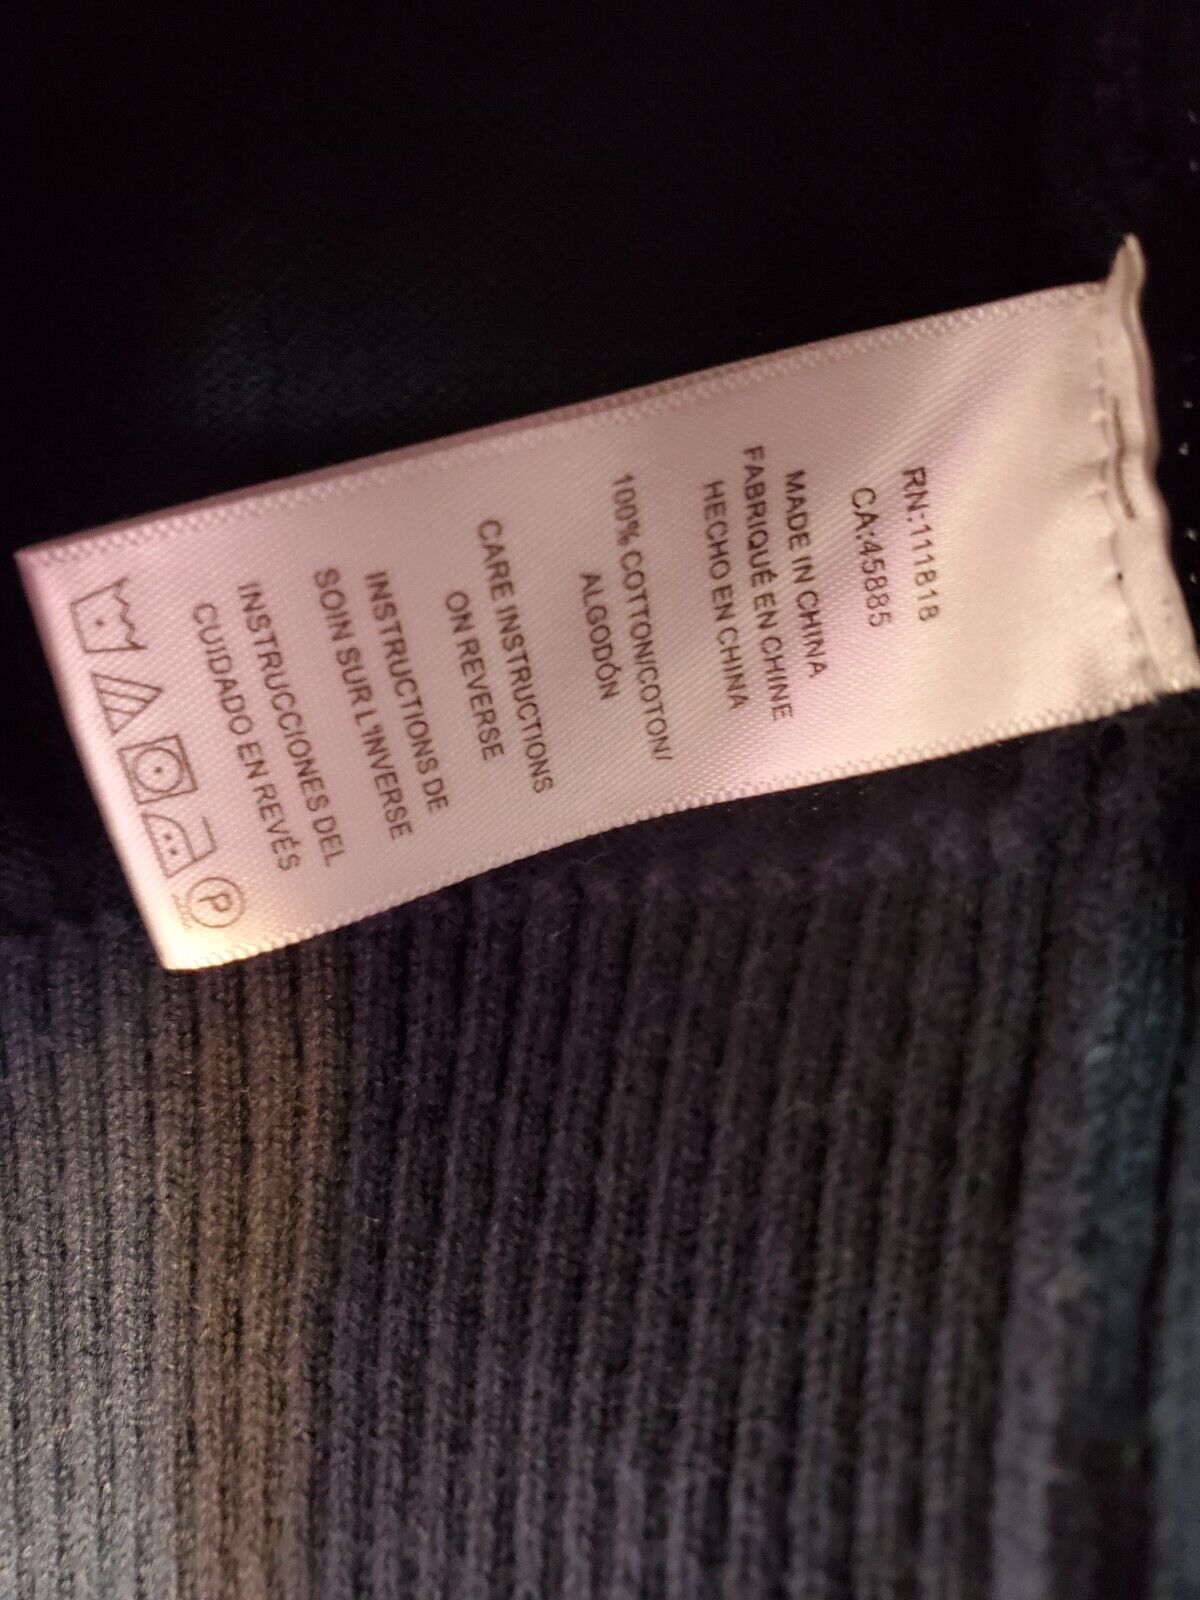 RN:111818
CA:45885
MADE IN CHINA
FABRIQUÉ EN CHINE
HECHO EN CHINA
100% COTTON/COTON/
ALGODÓN
CARE INSTRUCTIONS
ON REVERSE
INSTRUCTIONS DE
SOIN SUR L'INVERSE
INSTRUCCIONES DEL
CUIDADO EN REVÉS
P